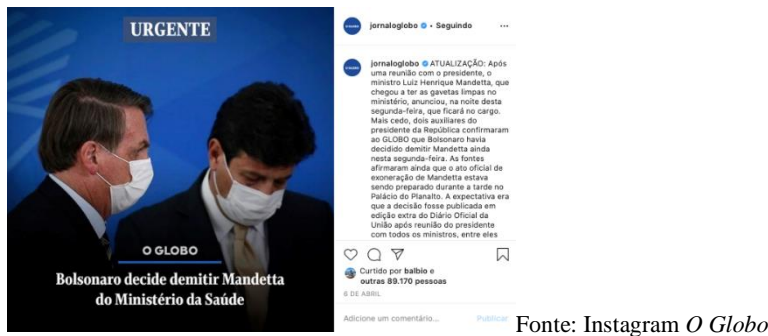 URGENTE
O GLOBO
Bolsonaro decide demitir Mandetta
do Ministério da Saúde
jornaloglobo • Seguindo
jornaloglobo ATUALIZAÇÃO: Após
uma reunião com o presidente, o
ministro Luiz Henrique Mandetta, que
chegou a ter as gavetas limpas no
ministério, anunciou, na noite desta
segunda-feira, que ficará no cargo.
Mais cedo, dois auxiliares do
presidente da República confirmaram
ao GLOBO que Bolsonaro havia
decidido demitir Mandetta ainda
nesta segunda-feira. As fontes
afirmaram ainda que o ato oficial de
exoneração de Mandetta estava
sendo preparado durante a tarde no
Palácio do Planalto. A expectativa era
que a decisão fosse publicada em
edição extra do Diário Oficial da
União após reunião do presidente
com todos os ministros, entre eles
Curtido por balbio e
outras 89.170 pessoas
6 DE ABRIL
Adicione um comentário... Publicar
Fonte: Instagram O Globo